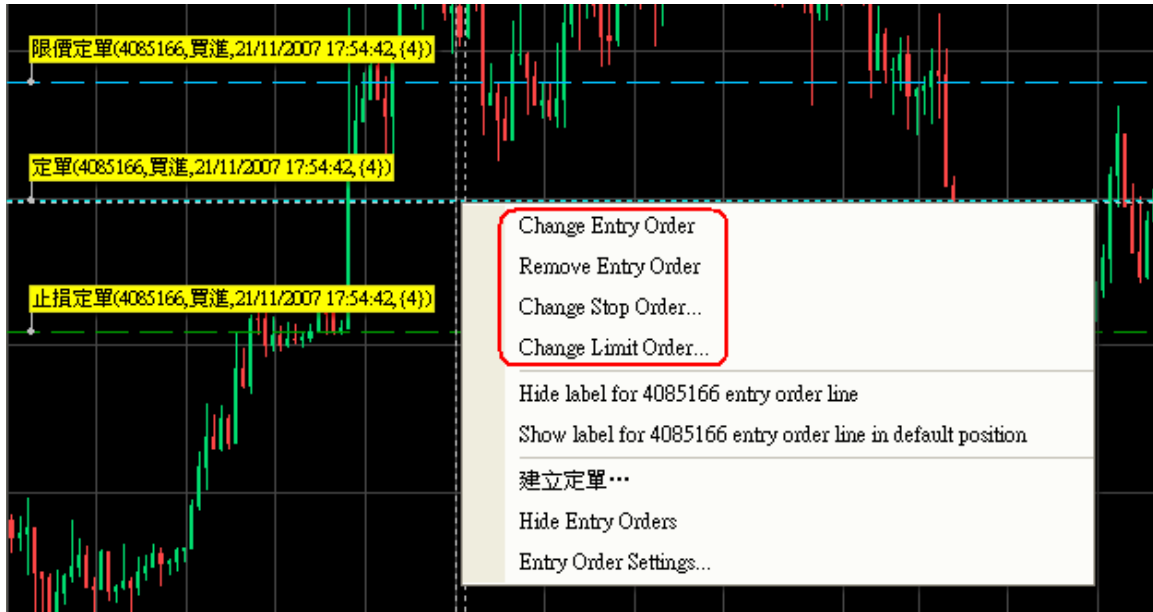 限價定單(4085166,買進,21/11/2007 17:54:42,{4})
定單(4085166,買進,21/11/2007 17:54:42,{4})
止損定單(4085166,買進,21/11/2007 17:54:42,{4})
Change Entry Order
Remove Entry Order
Change Stop Order...
Change Limit Order...
Hide label for 4085166 entry order line
Show label for 4085166 entry order line in default position
建立定單…
Hide Entry Orders
Entry Order Settings...